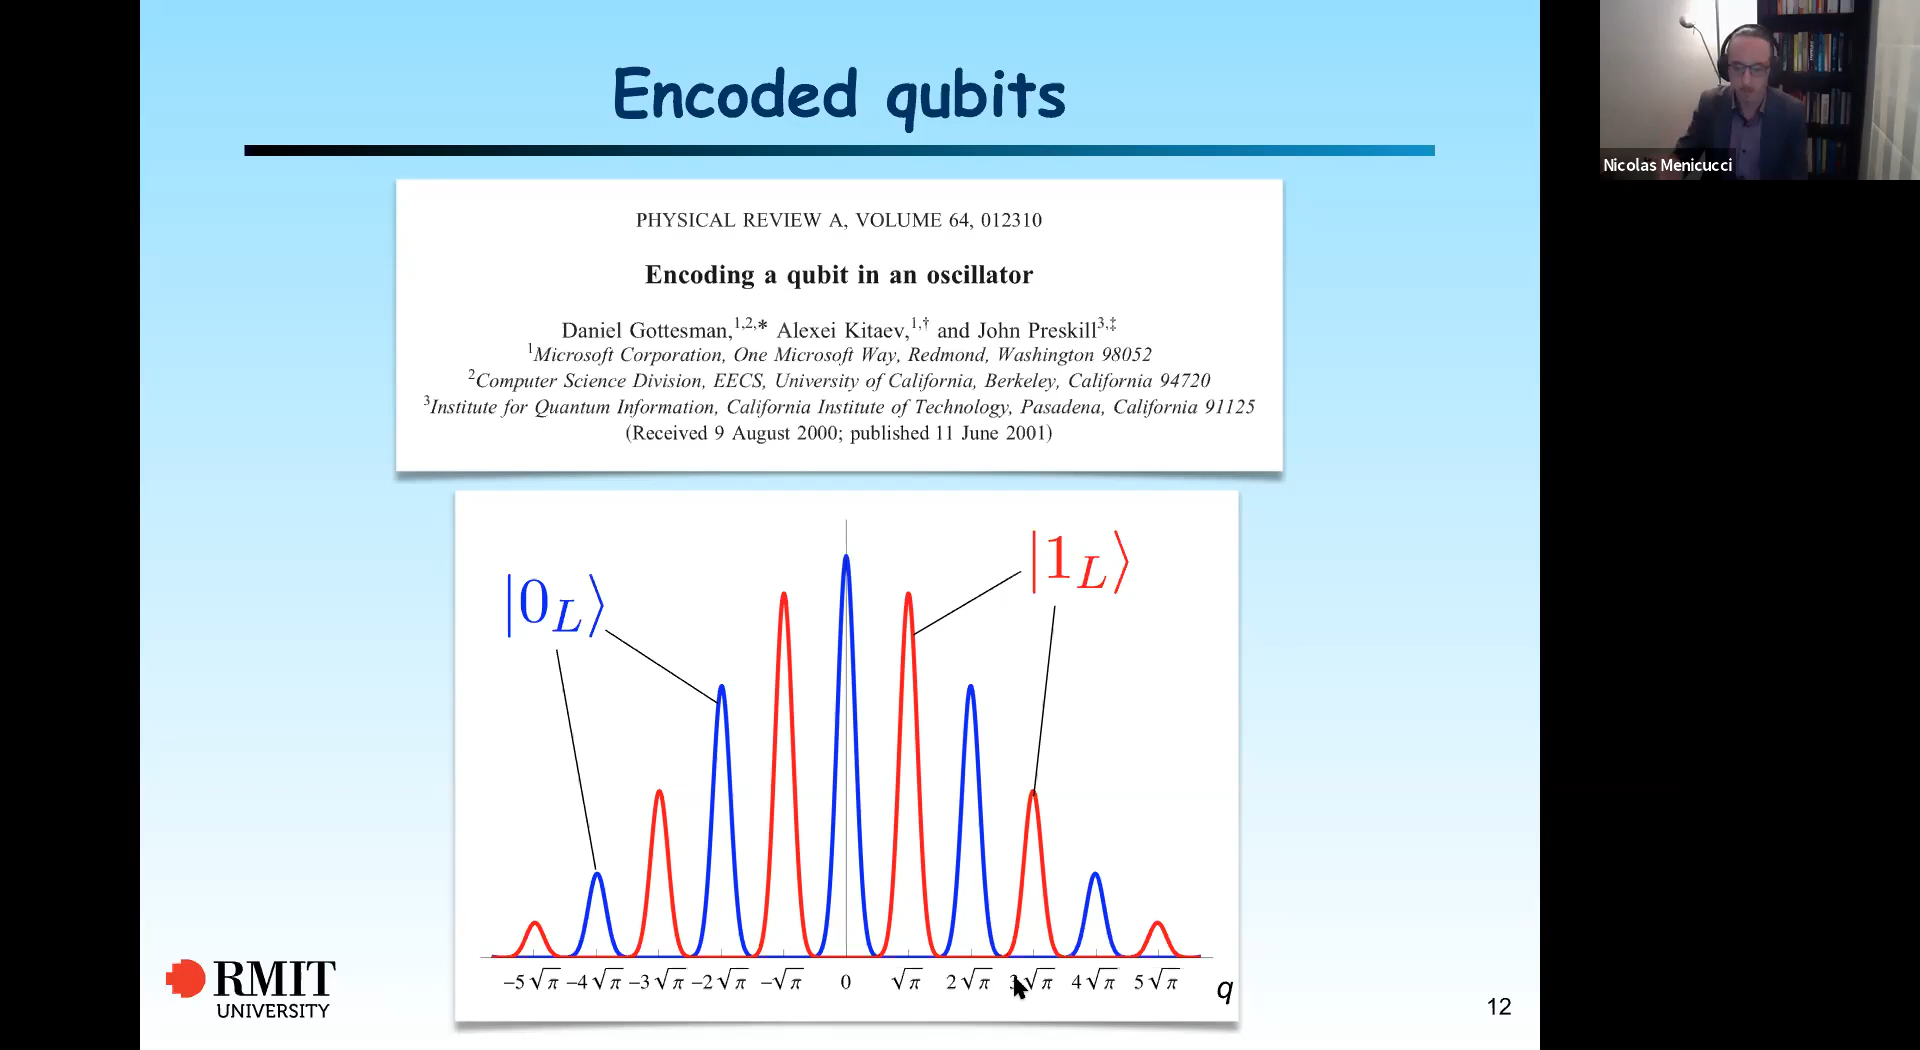 Encoded qubits
Nicolas Menicucci
PHYSICAL REVIEW A, VOLUME 64, 012310
Encoding a qubit in an oscillator
Daniel Gottesman,1,2,* Alexei Kitaev,1,† and John Preskill3,‡
1Microsoft Corporation, One Microsoft Way, Redmond, Washington 98052
2Computer Science Division, EECS, University of California, Berkeley, California 94720
3Institute for Quantum Information, California Institute of Technology, Pasadena, California 91125
(Received 9 August 2000; published 11 June 2001)
|0L⟩
|1L⟩
−5√π −4√π −3√π −2√π −√π 0 √π 2√π 3√π 4√π 5√π q
RMIT
UNIVERSITY
12